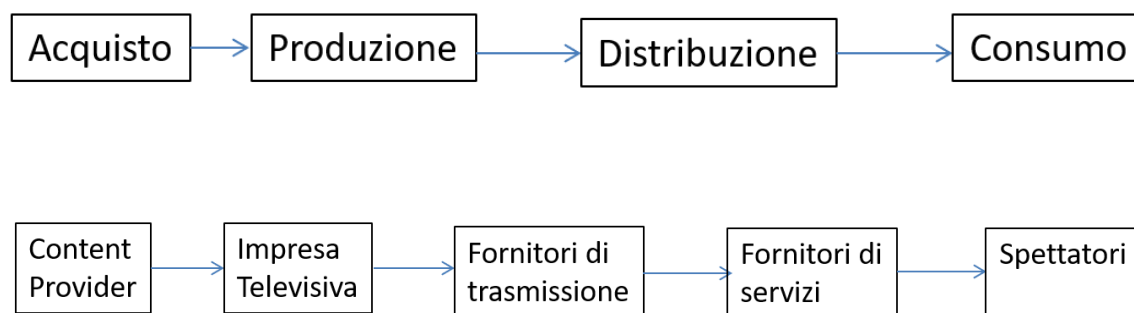 Acquisto
Produzione
Distribuzione
Consumo
Content
Provider
Impresa
Televisiva
Fornitori di
trasmissione
Fornitori di
servizi
Spettatori